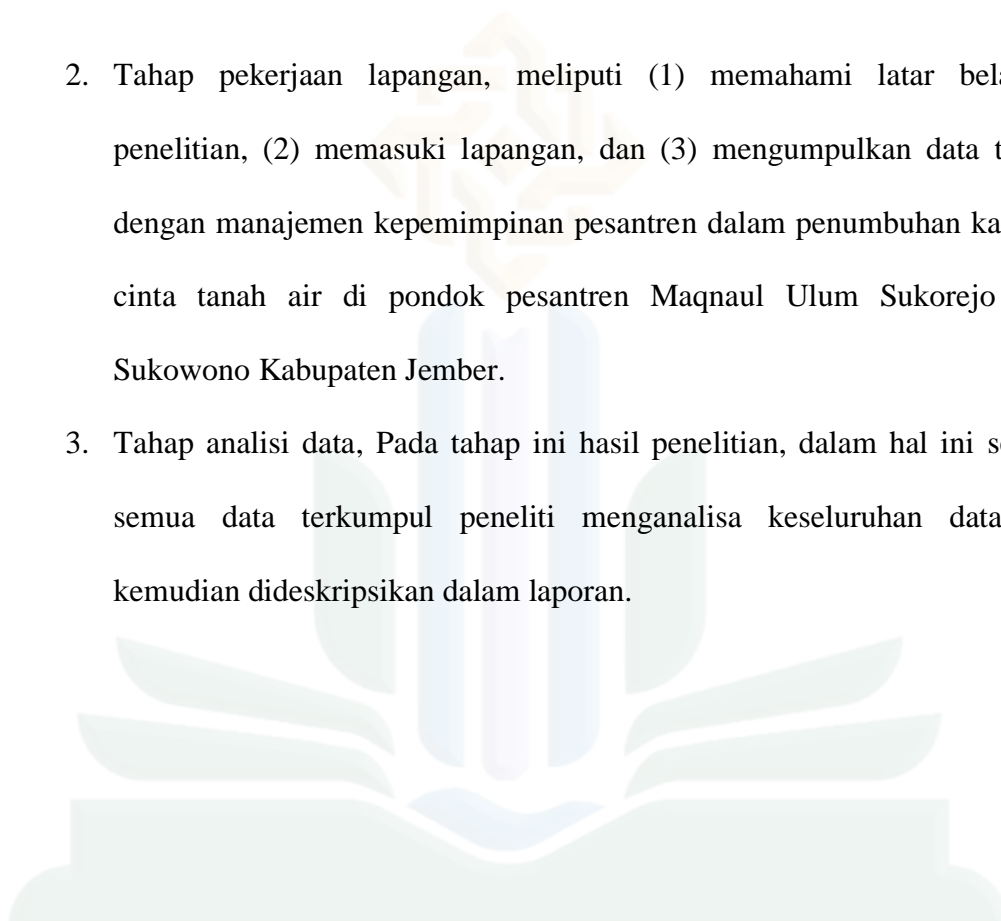 2. Tahap pekerjaan lapangan, meliputi (1) memahami latar
penelitian, (2) memasuki lapangan, dan (3) mengumpulkan data
dengan manajemen kepemimpinan pesantren dalam penumbuhan
cinta tanah air di pondok pesantren Maqnaul Ulum Sukorejo
Sukowono Kabupaten Jember.
3. Tahap analisi data, Pada tahap ini hasil penelitian, dalam hal ini
semua data terkumpul peneliti menganalisa keseluruhan data
kemudian dideskripsikan dalam laporan.